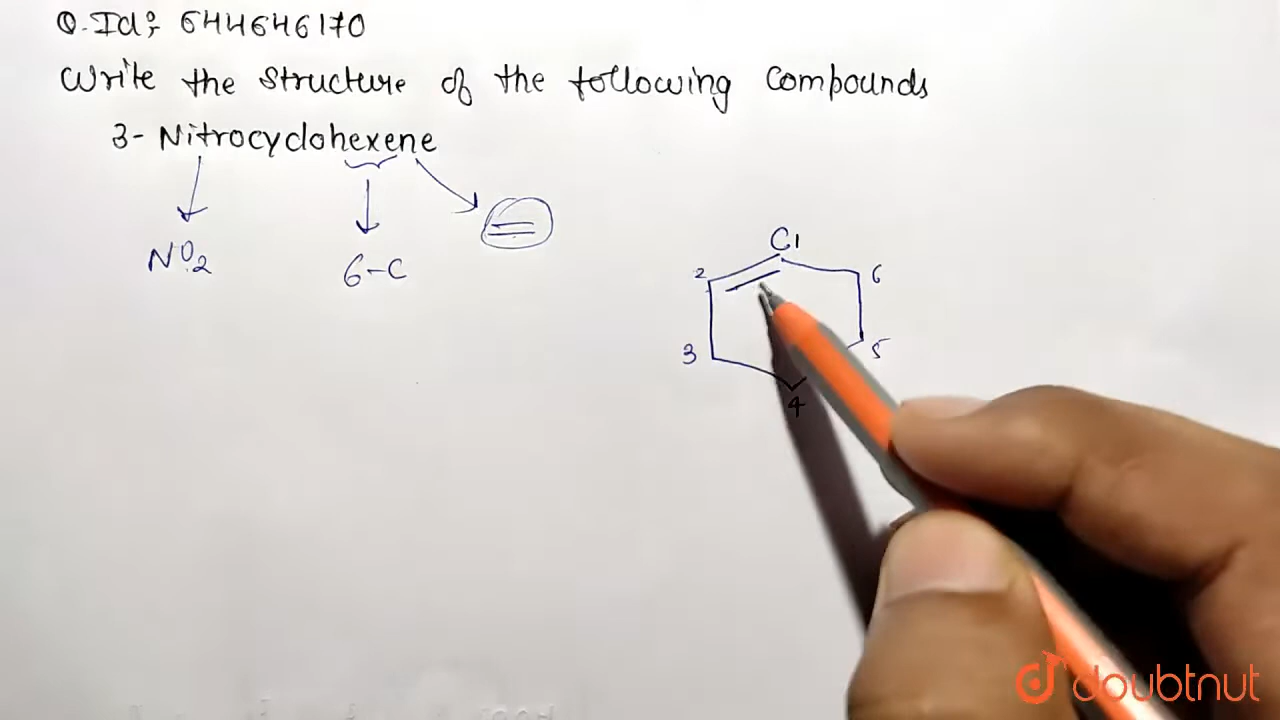 Q. Id: 644646170
Write the structure of the following compounds
3- Nitrocyclohexene
NO2
6-C
C1
2
6
3
5
4
doubtnut